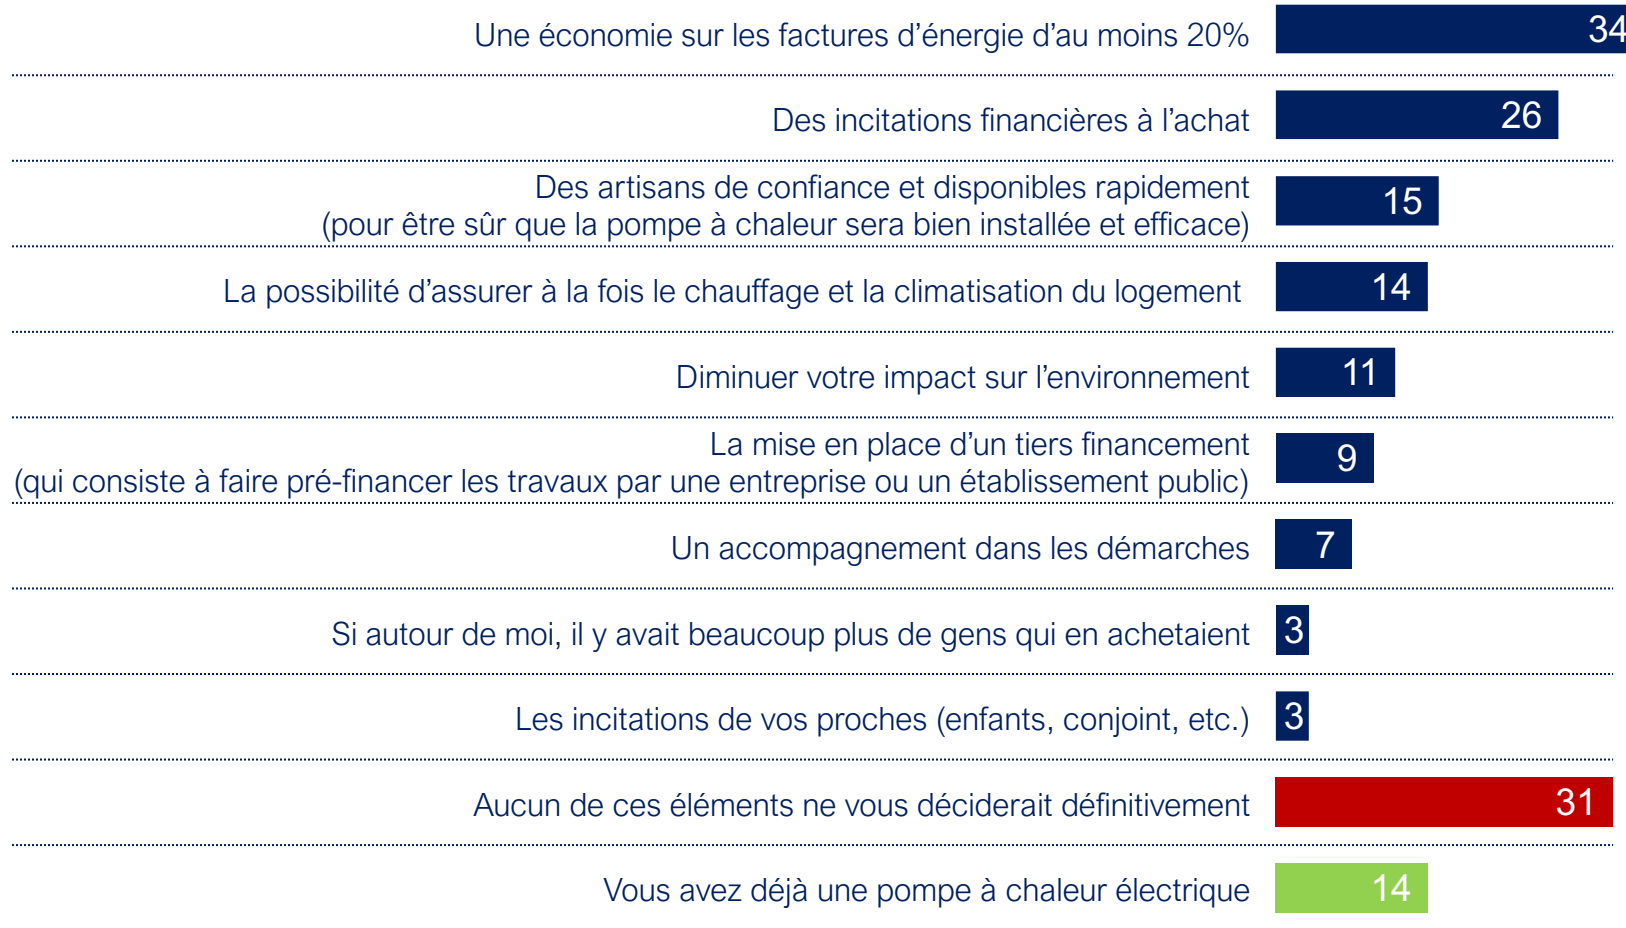 Une économie sur les factures d’énergie d’au moins 20% 34
Des incitations financières à l’achat 26
Des artisans de confiance et disponibles rapidement
(pour être sûr que la pompe à chaleur sera bien installée et efficace) 15
La possibilité d’assurer à la fois le chauffage et la climatisation du logement 14
Diminuer votre impact sur l’environnement 11
La mise en place d’un tiers financement
(qui consiste à faire pré-financer les travaux par une entreprise ou un établissement public) 9
Un accompagnement dans les démarches 7
Si autour de moi, il y avait beaucoup plus de gens qui en achetaient 3
Les incitations de vos proches (enfants, conjoint, etc.) 3
Aucun de ces éléments ne vous déciderait définitivement 31
Vous avez déjà une pompe à chaleur électrique 14